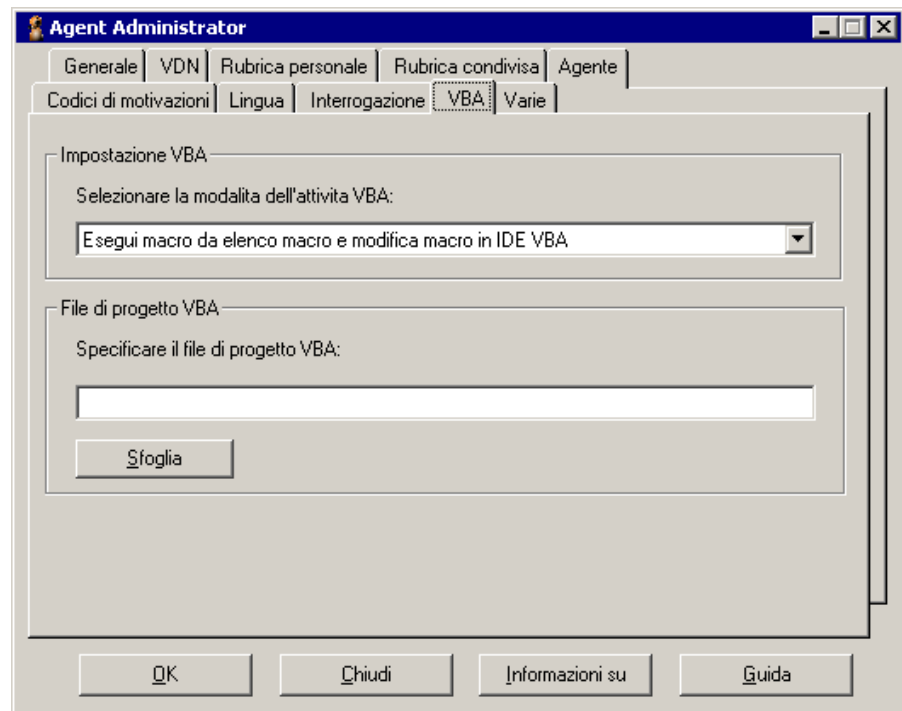 Agent Administrator
Generale VDN Rubrica personale Rubrica condivisa Agente
Codici di motivazioni Lingua Interrogazione VBA Varie
Impostazione VBA
Selezionare la modalita dell'attivita VBA:
Esegui macro da elenco macro e modifica macro in IDE VBA
File di progetto VBA
Specificare il file di progetto VBA:
Sfoglia
OK Chiudi Informazioni su Guida